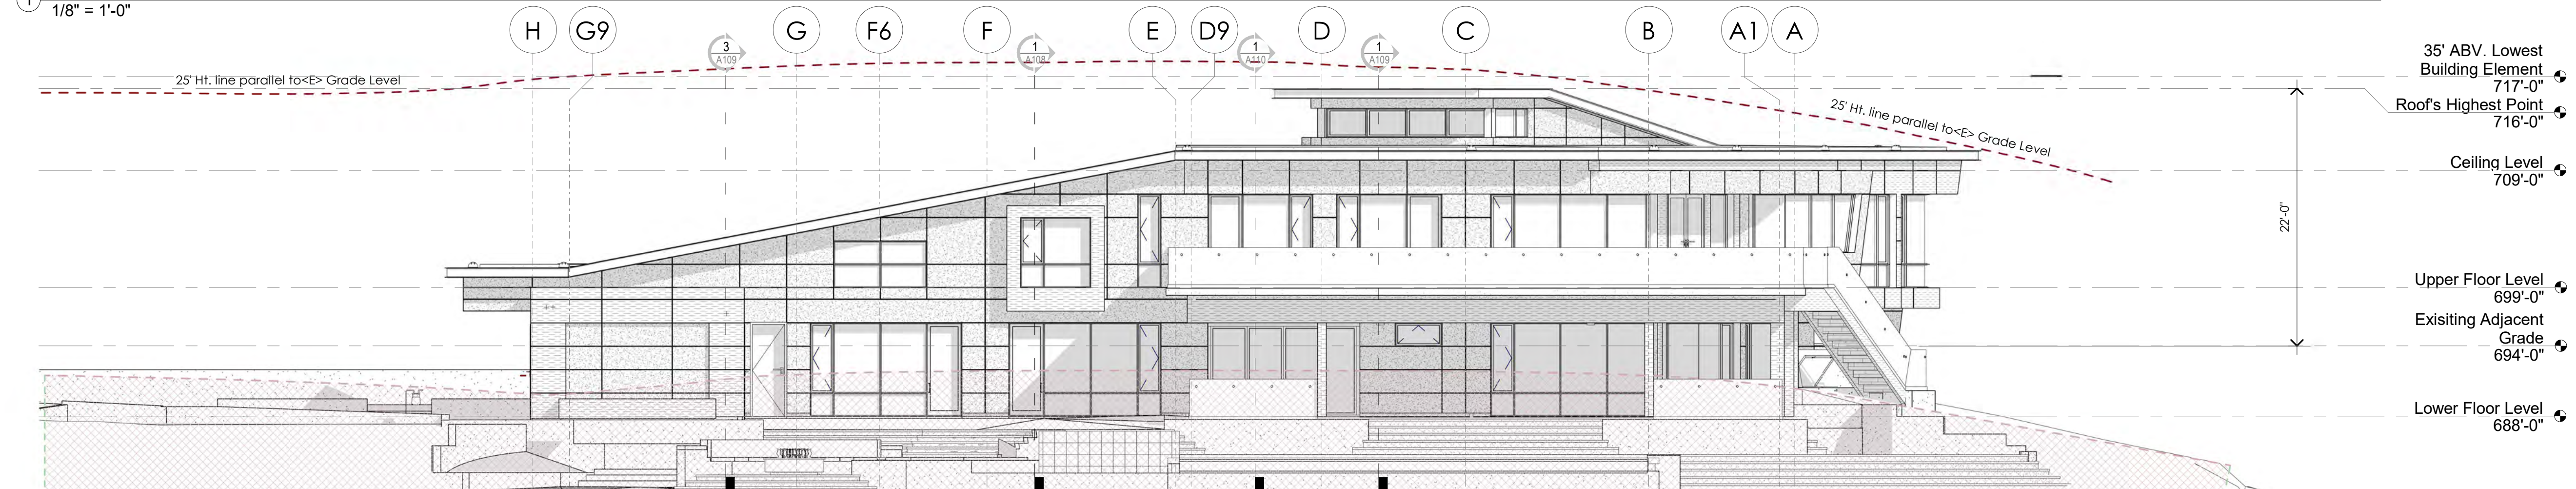 1
1/8" = 1'-0"
H
G9
3
A109
G
F6
F
1
A108
E
D9
1
A110
D
1
A109
C
B
A1
A
25' Ht. line parallel to<E> Grade Level
25' Ht. line parallel to<E> Grade Level
35' ABV. Lowest
Building Element
717'-0"
Roof's Highest Point
716'-0"
Ceiling Level
709'-0"
22'-0"
Upper Floor Level
699'-0"
Exisiting Adjacent
Grade
694'-0"
Lower Floor Level
688'-0"